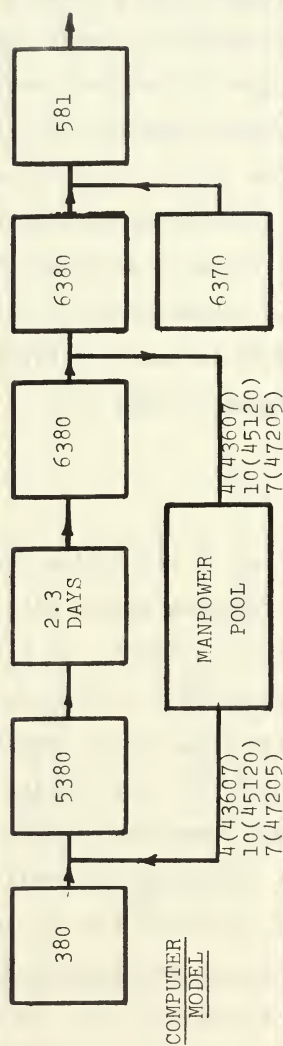 380
5380
2.3
DAYS
6380
6380
581
6370
MANPOWER
POOL
4(43607)
10(45120)
7(47205)
4(43607)
10(45120)
7(47205)
COMPUTER
MODEL